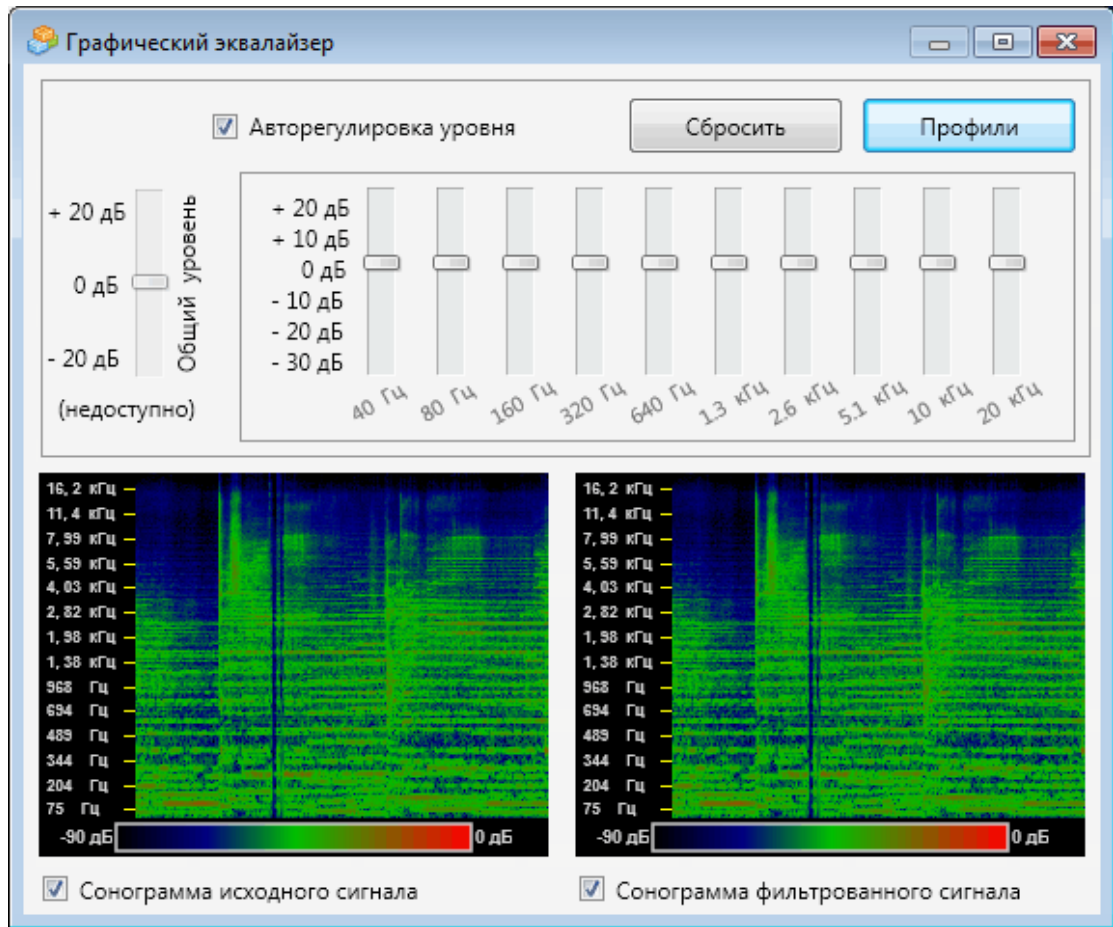 Графический эквалайзер
Авторегулировка уровня
Сбросить
Профили
+ 20 дБ
0 дБ
- 20 дБ
Общий уровень
(недоступно)
+ 20 дБ
+ 10 дБ
0 дБ
- 10 дБ
- 20 дБ
- 30 дБ
40 Гц
80 Гц
160 Гц
320 Гц
640 Гц
1.3 кГц
2.6 кГц
5.1 кГц
10 кГц
20 кГц
16,2 кГц
11,4 кГц
7,99 кГц
5,59 кГц
4,03 кГц
2,82 кГц
1,98 кГц
1,38 кГц
968 Гц
694 Гц
489 Гц
344 Гц
204 Гц
75 Гц
-90 дБ
0 дБ
16,2 кГц
11,4 кГц
7,99 кГц
5,59 кГц
4,03 кГц
2,82 кГц
1,98 кГц
1,38 кГц
968 Гц
694 Гц
489 Гц
344 Гц
204 Гц
75 Гц
-90 дБ
0 дБ
Сонограмма исходного сигнала
Сонограмма фильтрованного сигнала